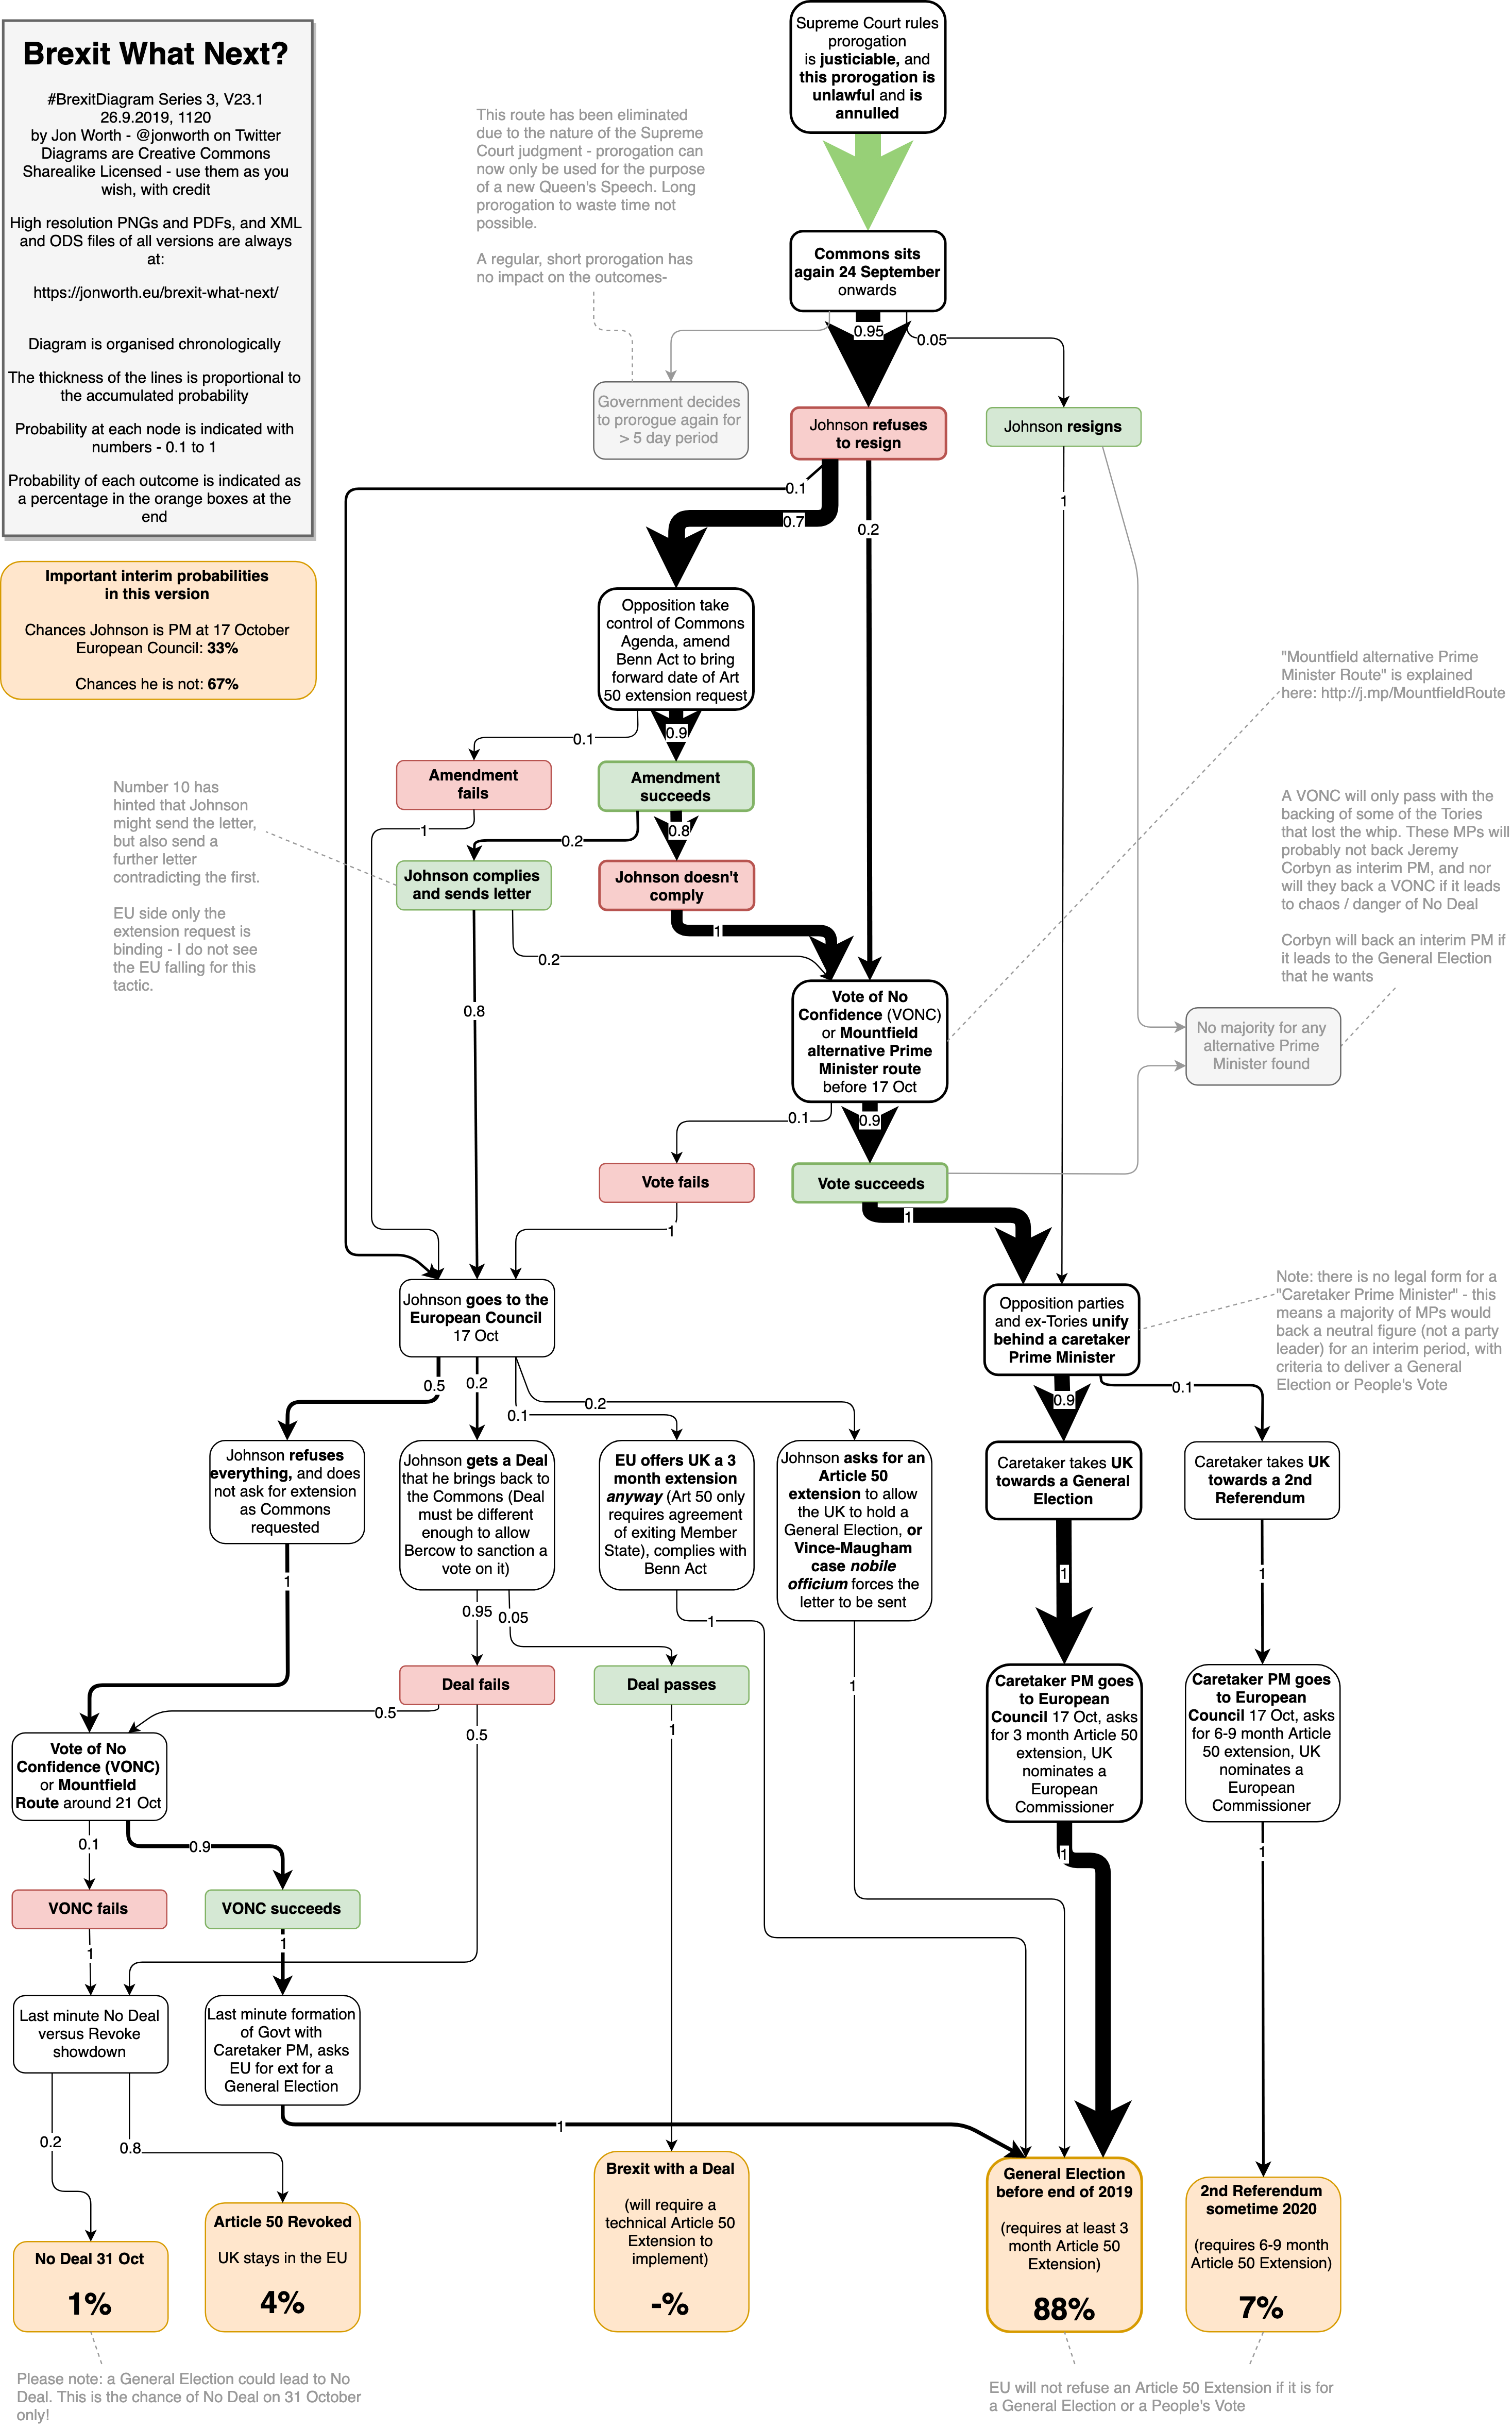 Brexit What Next?
#BrexitDiagram Series 3, V23.1
26.9.2019, 1120
by Jon Worth - @jonworth on Twitter
Diagrams are Creative Commons
Sharealike Licensed - use them as you
wish, with credit
High resolution PNGs and PDFs, and XML
and ODS files of all versions are always
at:
https://jonworth.eu/brexit-what-next/
Diagram is organised chronologically
The thickness of the lines is proportional to
the accumulated probability
Probability at each node is indicated with
numbers - 0.1 to 1
Probability of each outcome is indicated as
a percentage in the orange boxes at the
end
Important interim probabilities
in this version
Chances Johnson is PM at 17 October
European Council: 33%
Chances he is not: 67%
Supreme Court rules
prorogation
is justiciable, and
this prorogation is
unlawful and is
annulled
This route has been eliminated
due to the nature of the Supreme
Court judgment - prorogation can
now only be used for the purpose
of a new Queen's Speech. Long
prorogation to waste time not
possible.
A regular, short prorogation has
no impact on the outcomes-
Commons sits
again 24 September
onwards
0.95
0.05
Government decides
to prorogue again for
> 5 day period
Johnson refuses
to resign
Johnson resigns
0.1
0.7
0.2
1
Opposition take
control of Commons
Agenda, amend
Benn Act to bring
forward date of Art
50 extension request
"Mountfield alternative Prime
Minister Route" is explained
here: http://j.mp/MountfieldRoute
0.1
0.9
Amendment
fails
Amendment
succeeds
Number 10 has
hinted that Johnson
might send the letter,
but also send a
further letter
contradicting the first.
EU side only the
extension request is
binding - I do not see
the EU falling for this
tactic.
A VONC will only pass with the
backing of some of the Tories
that lost the whip. These MPs will
probably not back Jeremy
Corbyn as interim PM, and nor
will they back a VONC if it leads
to chaos / danger of No Deal
Corbyn will back an interim PM if
it leads to the General Election
that he wants
1
0.2
0.8
Johnson complies
and sends letter
Johnson doesn't
comply
1
0.2
0.8
Vote of No
Confidence (VONC)
or Mountfield
alternative Prime
Minister route
before 17 Oct
No majority for any
alternative Prime
Minister found
0.1
0.9
Vote fails
Vote succeeds
1
1
Johnson goes to the
European Council
17 Oct
Opposition parties
and ex-Tories unify
behind a caretaker
Prime Minister
Note: there is no legal form for a
"Caretaker Prime Minister" - this
means a majority of MPs would
back a neutral figure (not a party
leader) for an interim period, with
criteria to deliver a General
Election or People's Vote
0.5
0.2
0.1
0.2
0.9
0.1
Johnson refuses
everything, and does
not ask for extension
as Commons
requested
Johnson gets a Deal
that he brings back to
the Commons (Deal
must be different
enough to allow
Bercow to sanction a
vote on it)
EU offers UK a 3
month extension
anyway (Art 50 only
requires agreement
of exiting Member
State), complies with
Benn Act
Johnson asks for an
Article 50
extension to allow
the UK to hold a
General Election, or
Vince-Maugham
case nobile
officium forces the
letter to be sent
Caretaker takes UK
towards a General
Election
Caretaker takes UK
towards a 2nd
Referendum
1
0.95
0.05
1
1
1
1
Deal fails
Deal passes
0.5
0.5
1
Vote of No
Confidence (VONC)
or Mountfield
Route around 21 Oct
Caretaker PM goes
to European
Council 17 Oct, asks
for 3 month Article 50
extension, UK
nominates a
European
Commissioner
Caretaker PM goes
to European
Council 17 Oct, asks
for 6-9 month Article
50 extension, UK
nominates a
European
Commissioner
0.1
0.9
1
1
VONC fails
VONC succeeds
1
1
Last minute No Deal
versus Revoke
showdown
Last minute formation
of Govt with
Caretaker PM, asks
EU for ext for a
General Election
0.2
0.8
1
No Deal 31 Oct
1%
Article 50 Revoked
UK stays in the EU
4%
Brexit with a Deal
(will require a
technical Article 50
Extension to
implement)
-%
General Election
before end of 2019
(requires at least 3
month Article 50
Extension)
88%
2nd Referendum
sometime 2020
(requires 6-9 month
Article 50 Extension)
7%
Please note: a General Election could lead to No
Deal. This is the chance of No Deal on 31 October
only!
EU will not refuse an Article 50 Extension if it is for
a General Election or a People's Vote